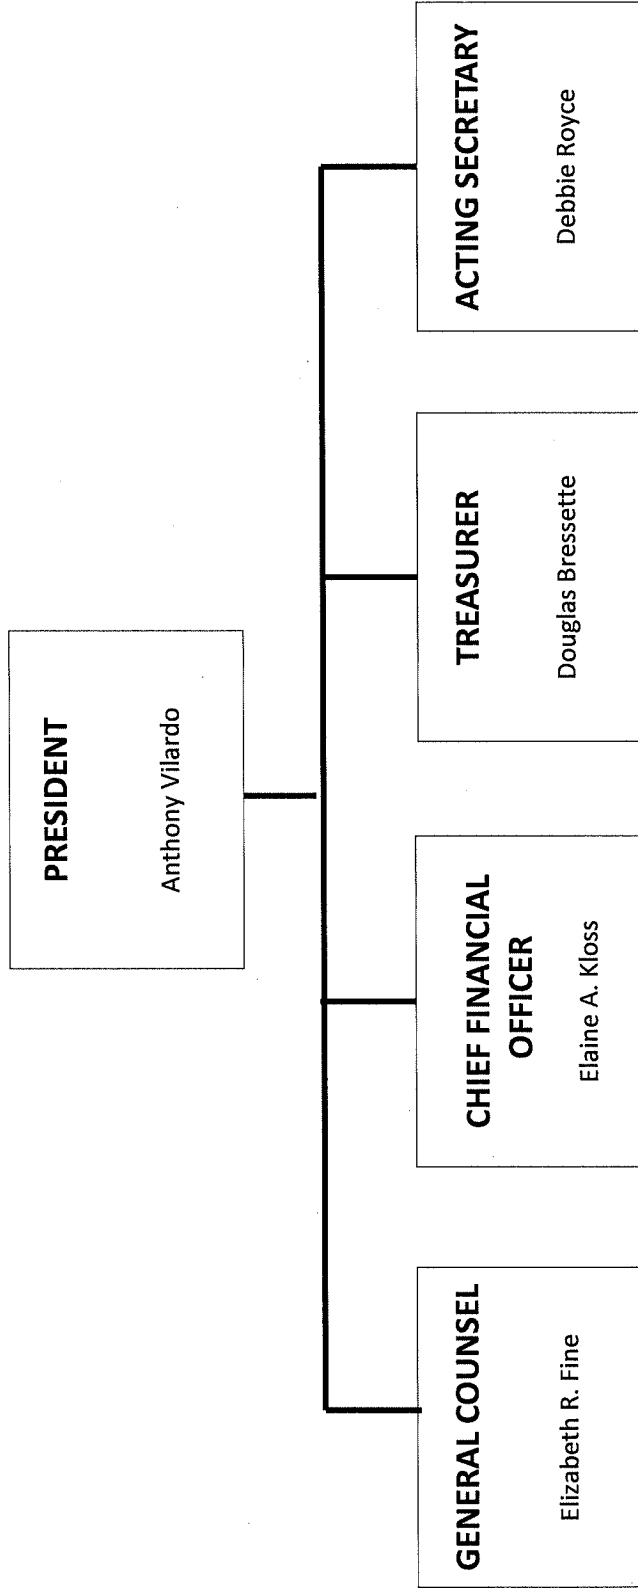 PRESIDENT
Anthony Vilardo
GENERAL COUNSEL
Elizabeth R. Fine
CHIEF FINANCIAL
OFFICER
Elaine A. Kloss
TREASURER
Douglas Bressette
ACTING SECRETARY
Debbie Royce